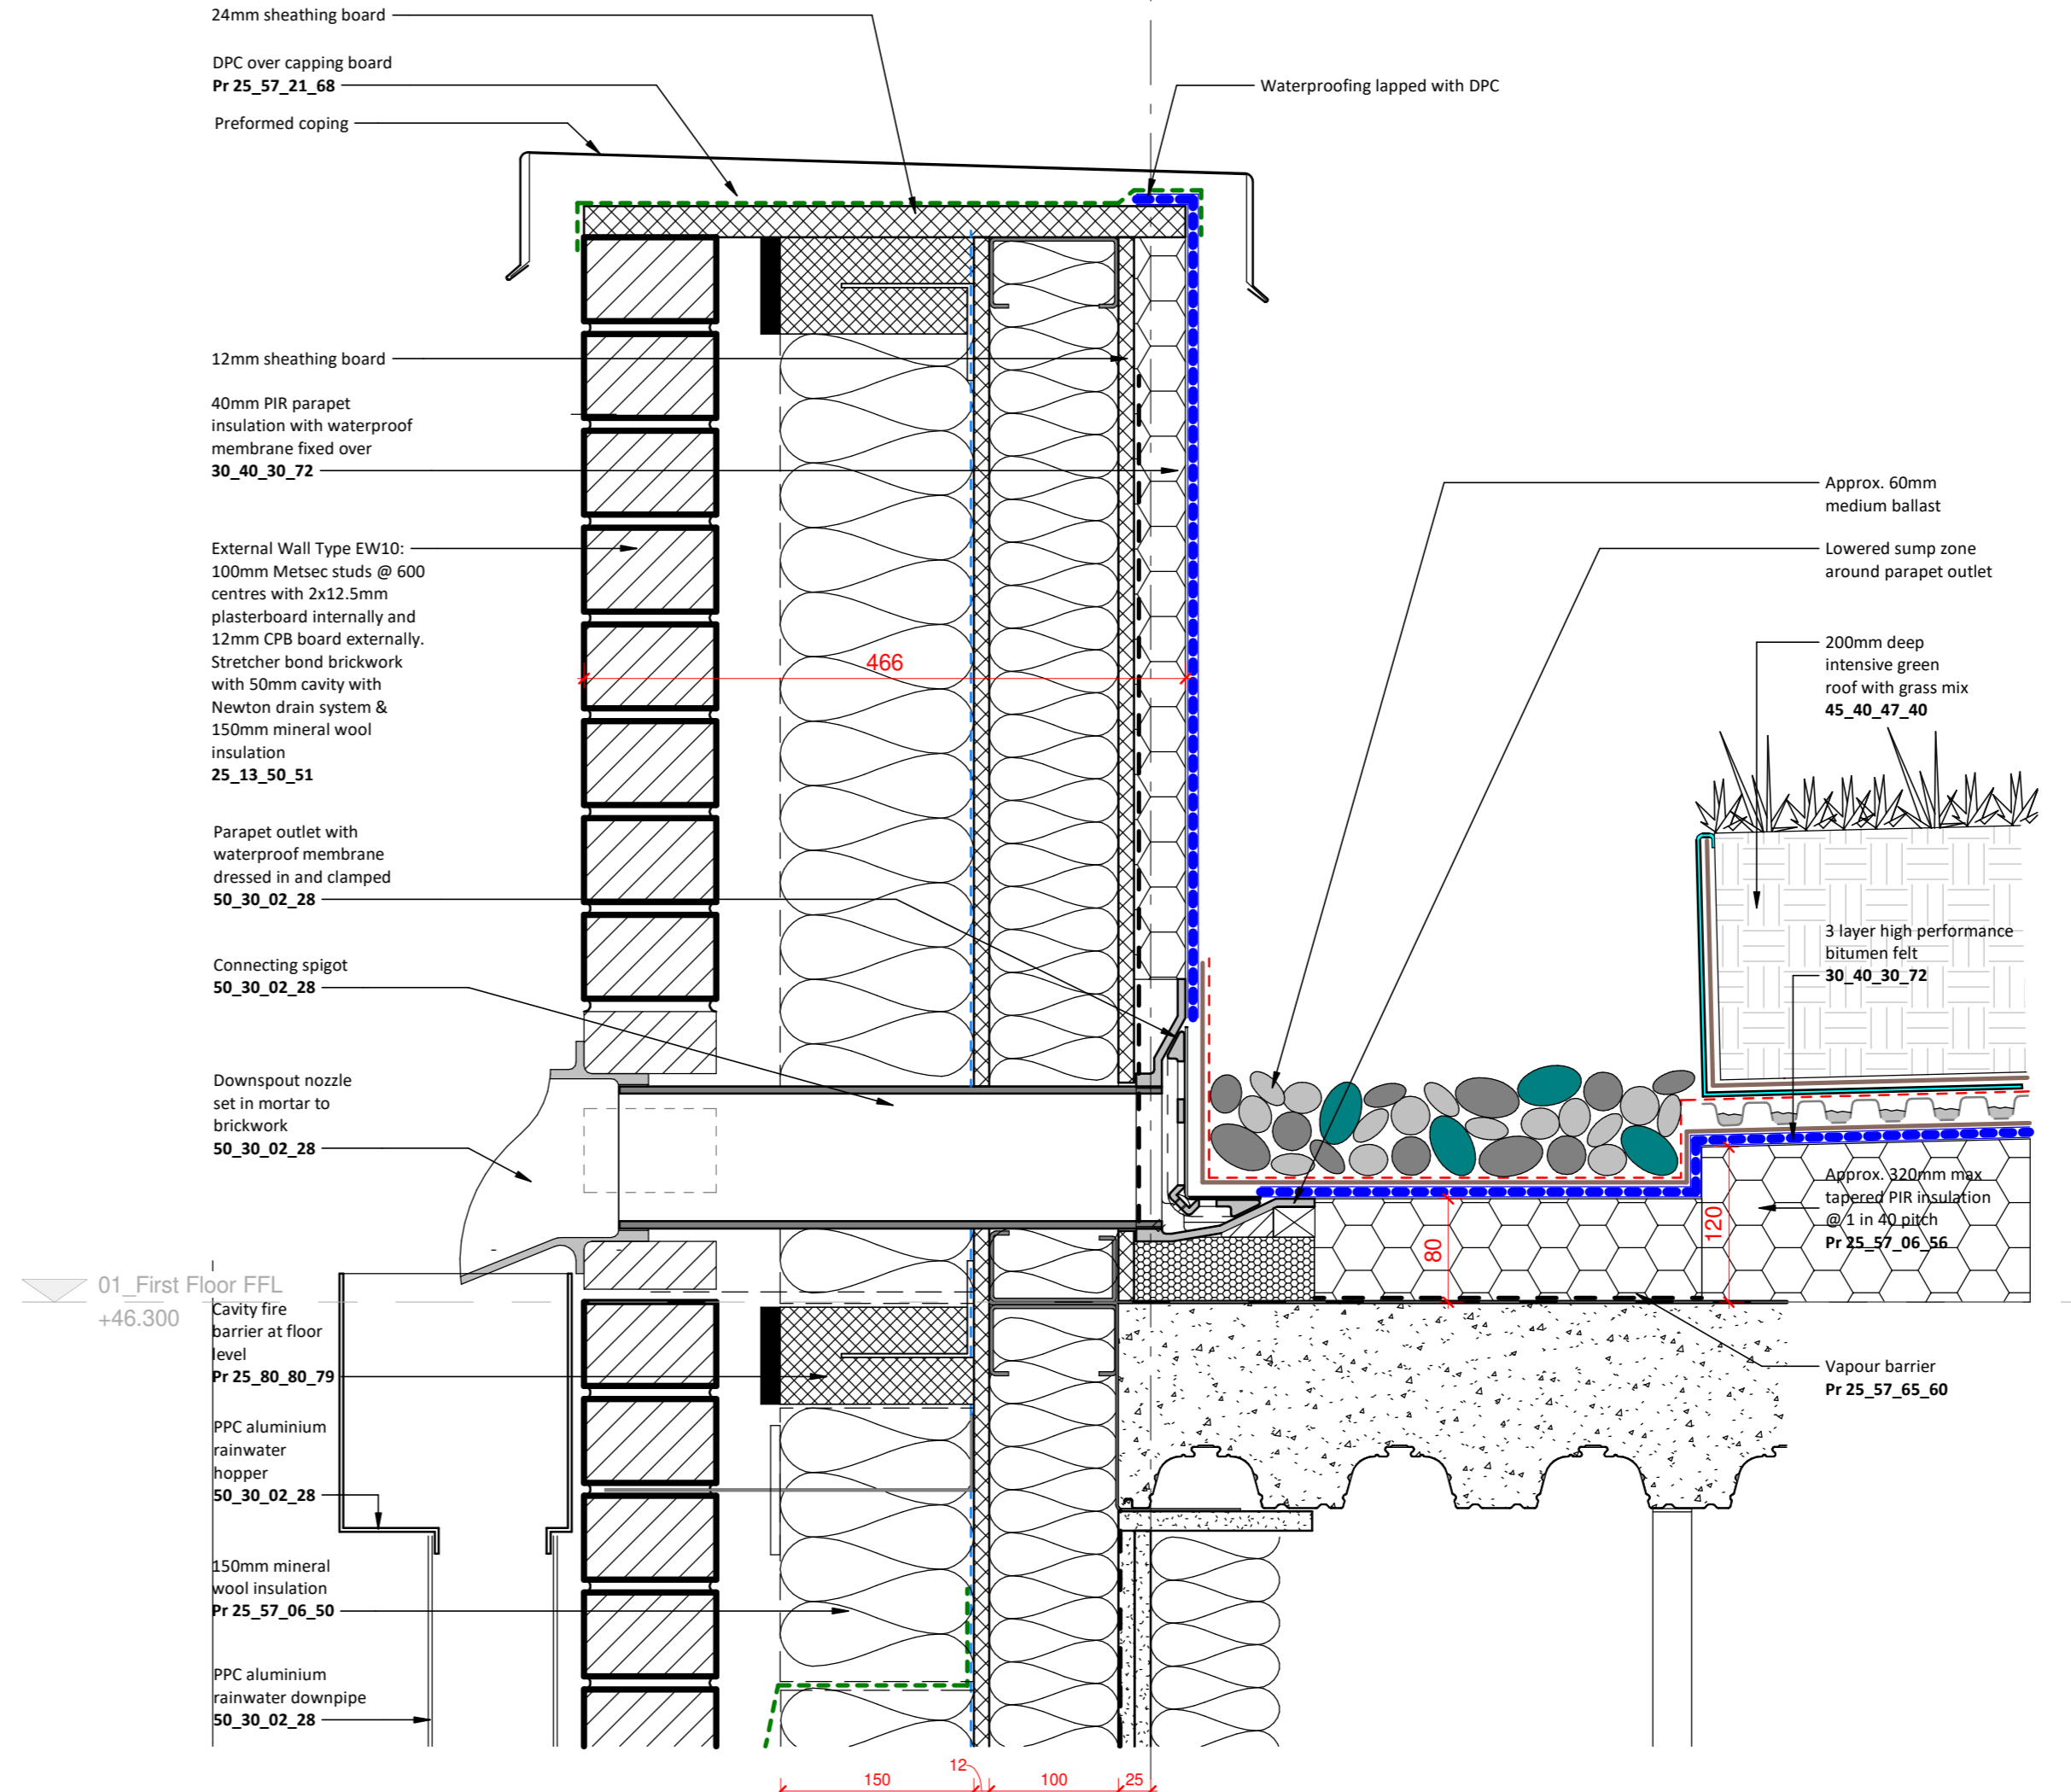 24mm sheathing board
DPC over capping board
Pr 25_57_21_68
Preformed coping
Waterproofing lapped with DPC
12mm sheathing board
40mm PIR parapet
insulation with waterproof
membrane fixed over
30_40_30_72
External Wall Type EW10:
100mm Metsec studs @ 600
centres with 2x12.5mm
plasterboard internally and
12mm CPB board externally.
Stretcher bond brickwork
with 50mm cavity with
Newton drain system &
150mm mineral wool
insulation
25_13_50_51
Parapet outlet with
waterproof membrane
dressed in and clamped
50_30_02_28
Connecting spigot
50_30_02_28
Downspout nozzle
set in mortar to
brickwork
50_30_02_28
01_First Floor FFL
+46.300
Cavity fire
barrier at floor
level
Pr 25_80_80_79
PPC aluminium
rainwater
hopper
50_30_02_28
150mm mineral
wool insulation
Pr 25_57_06_50
PPC aluminium
rainwater downpipe
50_30_02_28
466
Approx. 60mm
medium ballast
Lowered sump zone
around parapet outlet
200mm deep
intensive green
roof with grass mix
45_40_47_40
3 layer high performance
bitumen felt
30_40_30_72
Approx. 320mm max
tapered PIR insulation
@ 1 in 40 pitch
Pr 25_57_06_56
80
120
Vapour barrier
Pr 25_57_65_60
150
12
100
25